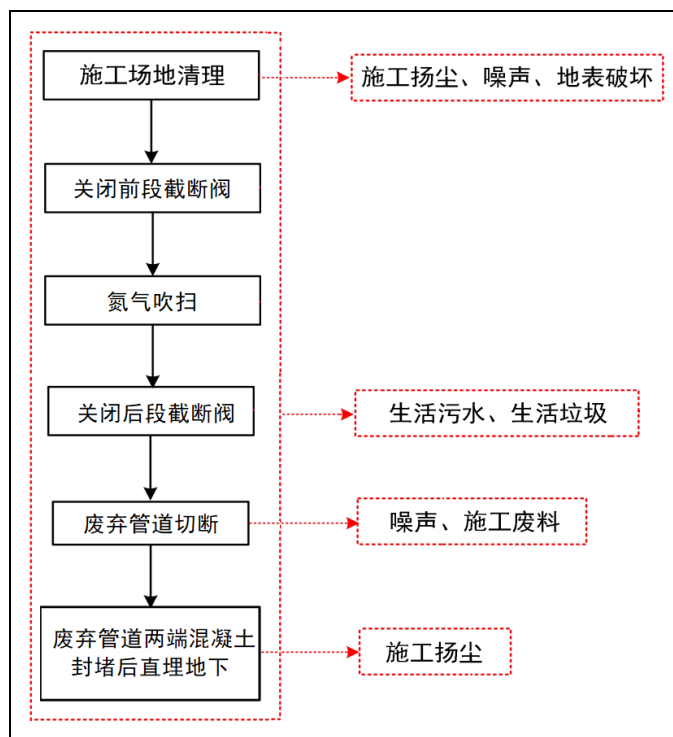 施工场地清理
施工扬尘、噪声、地表破坏
关闭前段截断阀
氮气吹扫
关闭后段截断阀
生活污水、生活垃圾
废弃管道切断
噪声、施工废料
废弃管道两端混凝土
封堵后直埋地下
施工扬尘